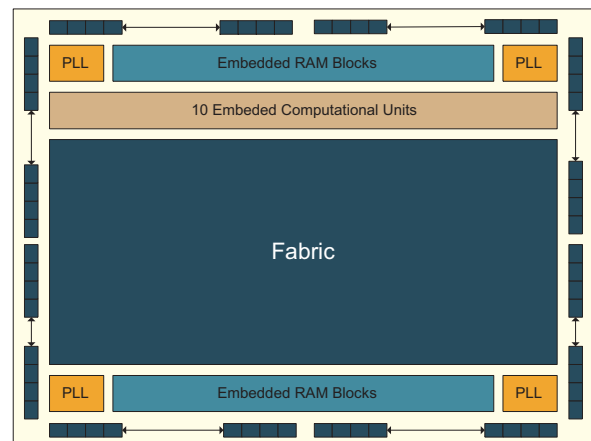 PLL
Embedded RAM Blocks
PLL
10 Embeded Computational Units
Fabric
PLL
Embedded RAM Blocks
PLL